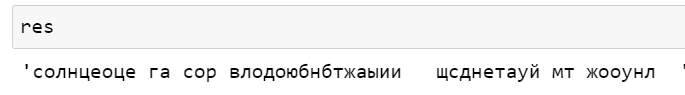 res
'солнцеоце га сор влодоюбнбтжаыии   щсднетауй мт жооунл  '